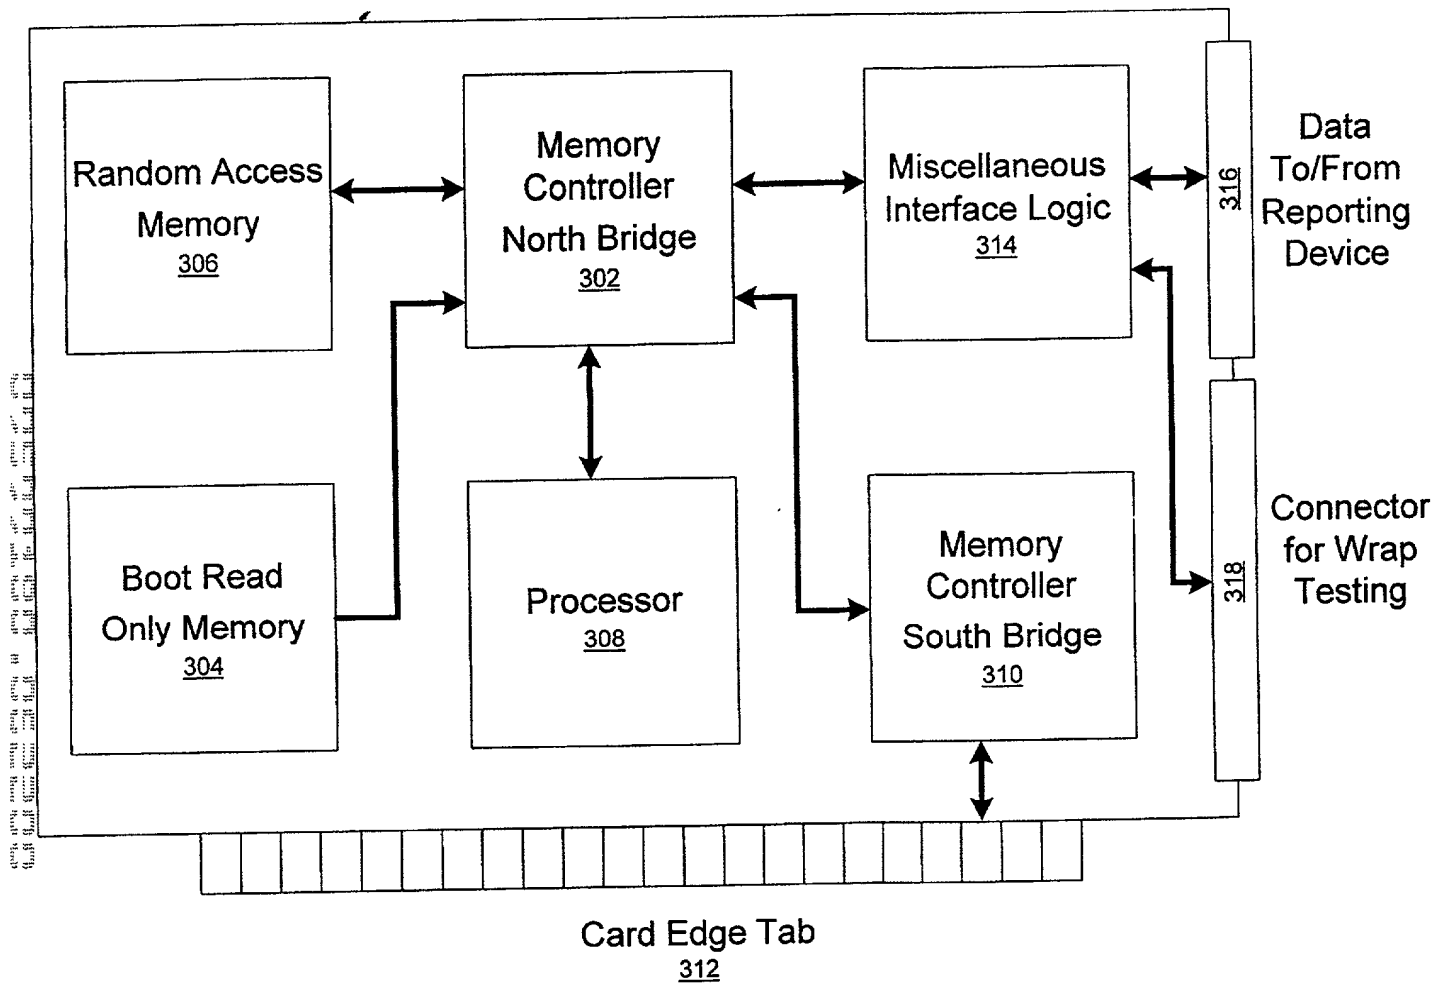 Random Access
Memory
306
Memory
Controller
North Bridge
302
Miscellaneous
Interface Logic
314
316
Data
To/From
Reporting
Device
Boot Read
Only Memory
304
Processor
308
Memory
Controller
South Bridge
310
318
Connector
for Wrap
Testing
Card Edge Tab
312